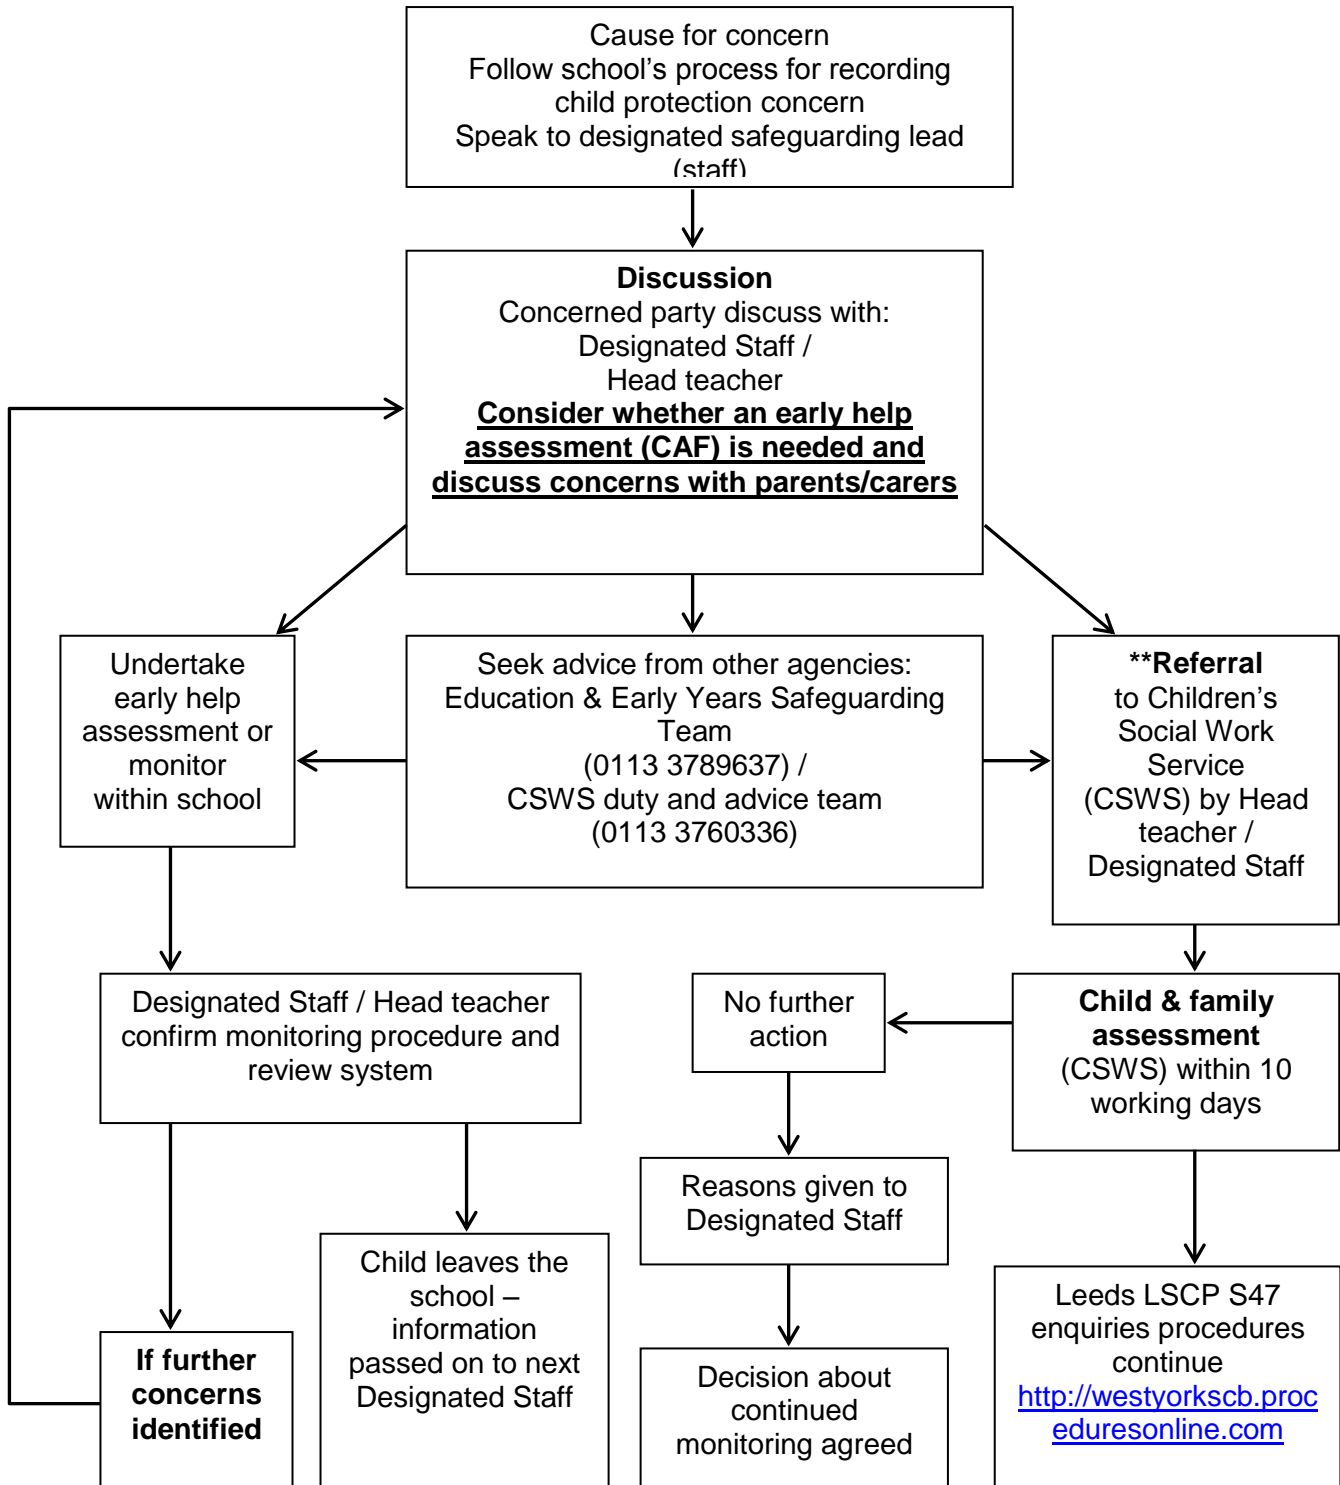 Cause for concern
Follow school’s process for recording
child protection concern
Speak to designated safeguarding lead
(staff)
Discussion
Concerned party discuss with:
Designated Staff /
Head teacher
Consider whether an early help
assessment (CAF) is needed and
discuss concerns with parents/carers
Undertake
early help
assessment or
monitor
within school
Seek advice from other agencies:
Education & Early Years Safeguarding
Team
(0113 3789637) /
CSWS duty and advice team
(0113 3760336)
**Referral
to Children’s
Social Work
Service
(CSWS) by Head
teacher /
Designated Staff
Designated Staff / Head teacher
confirm monitoring procedure and
review system
No further
action
Child & family
assessment
(CSWS) within 10
working days
Reasons given to
Designated Staff
If further
concerns
identified
Child leaves the
school –
information
passed on to next
Designated Staff
Decision about
continued
monitoring agreed
Leeds LSCP S47
enquiries procedures
continue
http://westyorkscb.proc
eduresonline.com